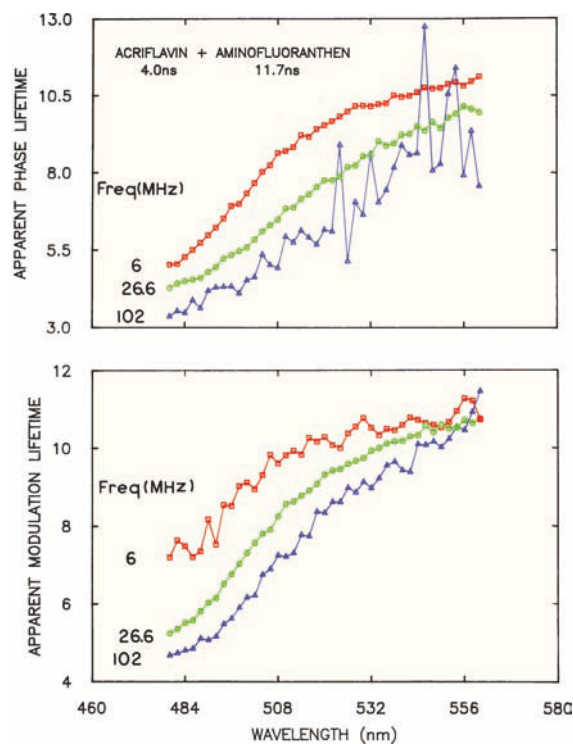 13.0
ACRIFLAVIN + AMINOFLUORANTHEN
4.0ns 11.7ns
10.5
8.0
5.5
3.0
APPARENT PHASE LIFETIME
Freq(MHz)
6
26.6
102
12
10
8
6
4
APPARENT MODULATION LIFETIME
Freq(MHz)
6
26.6
102
460 484 508 532 556 580
WAVELENGTH (nm)